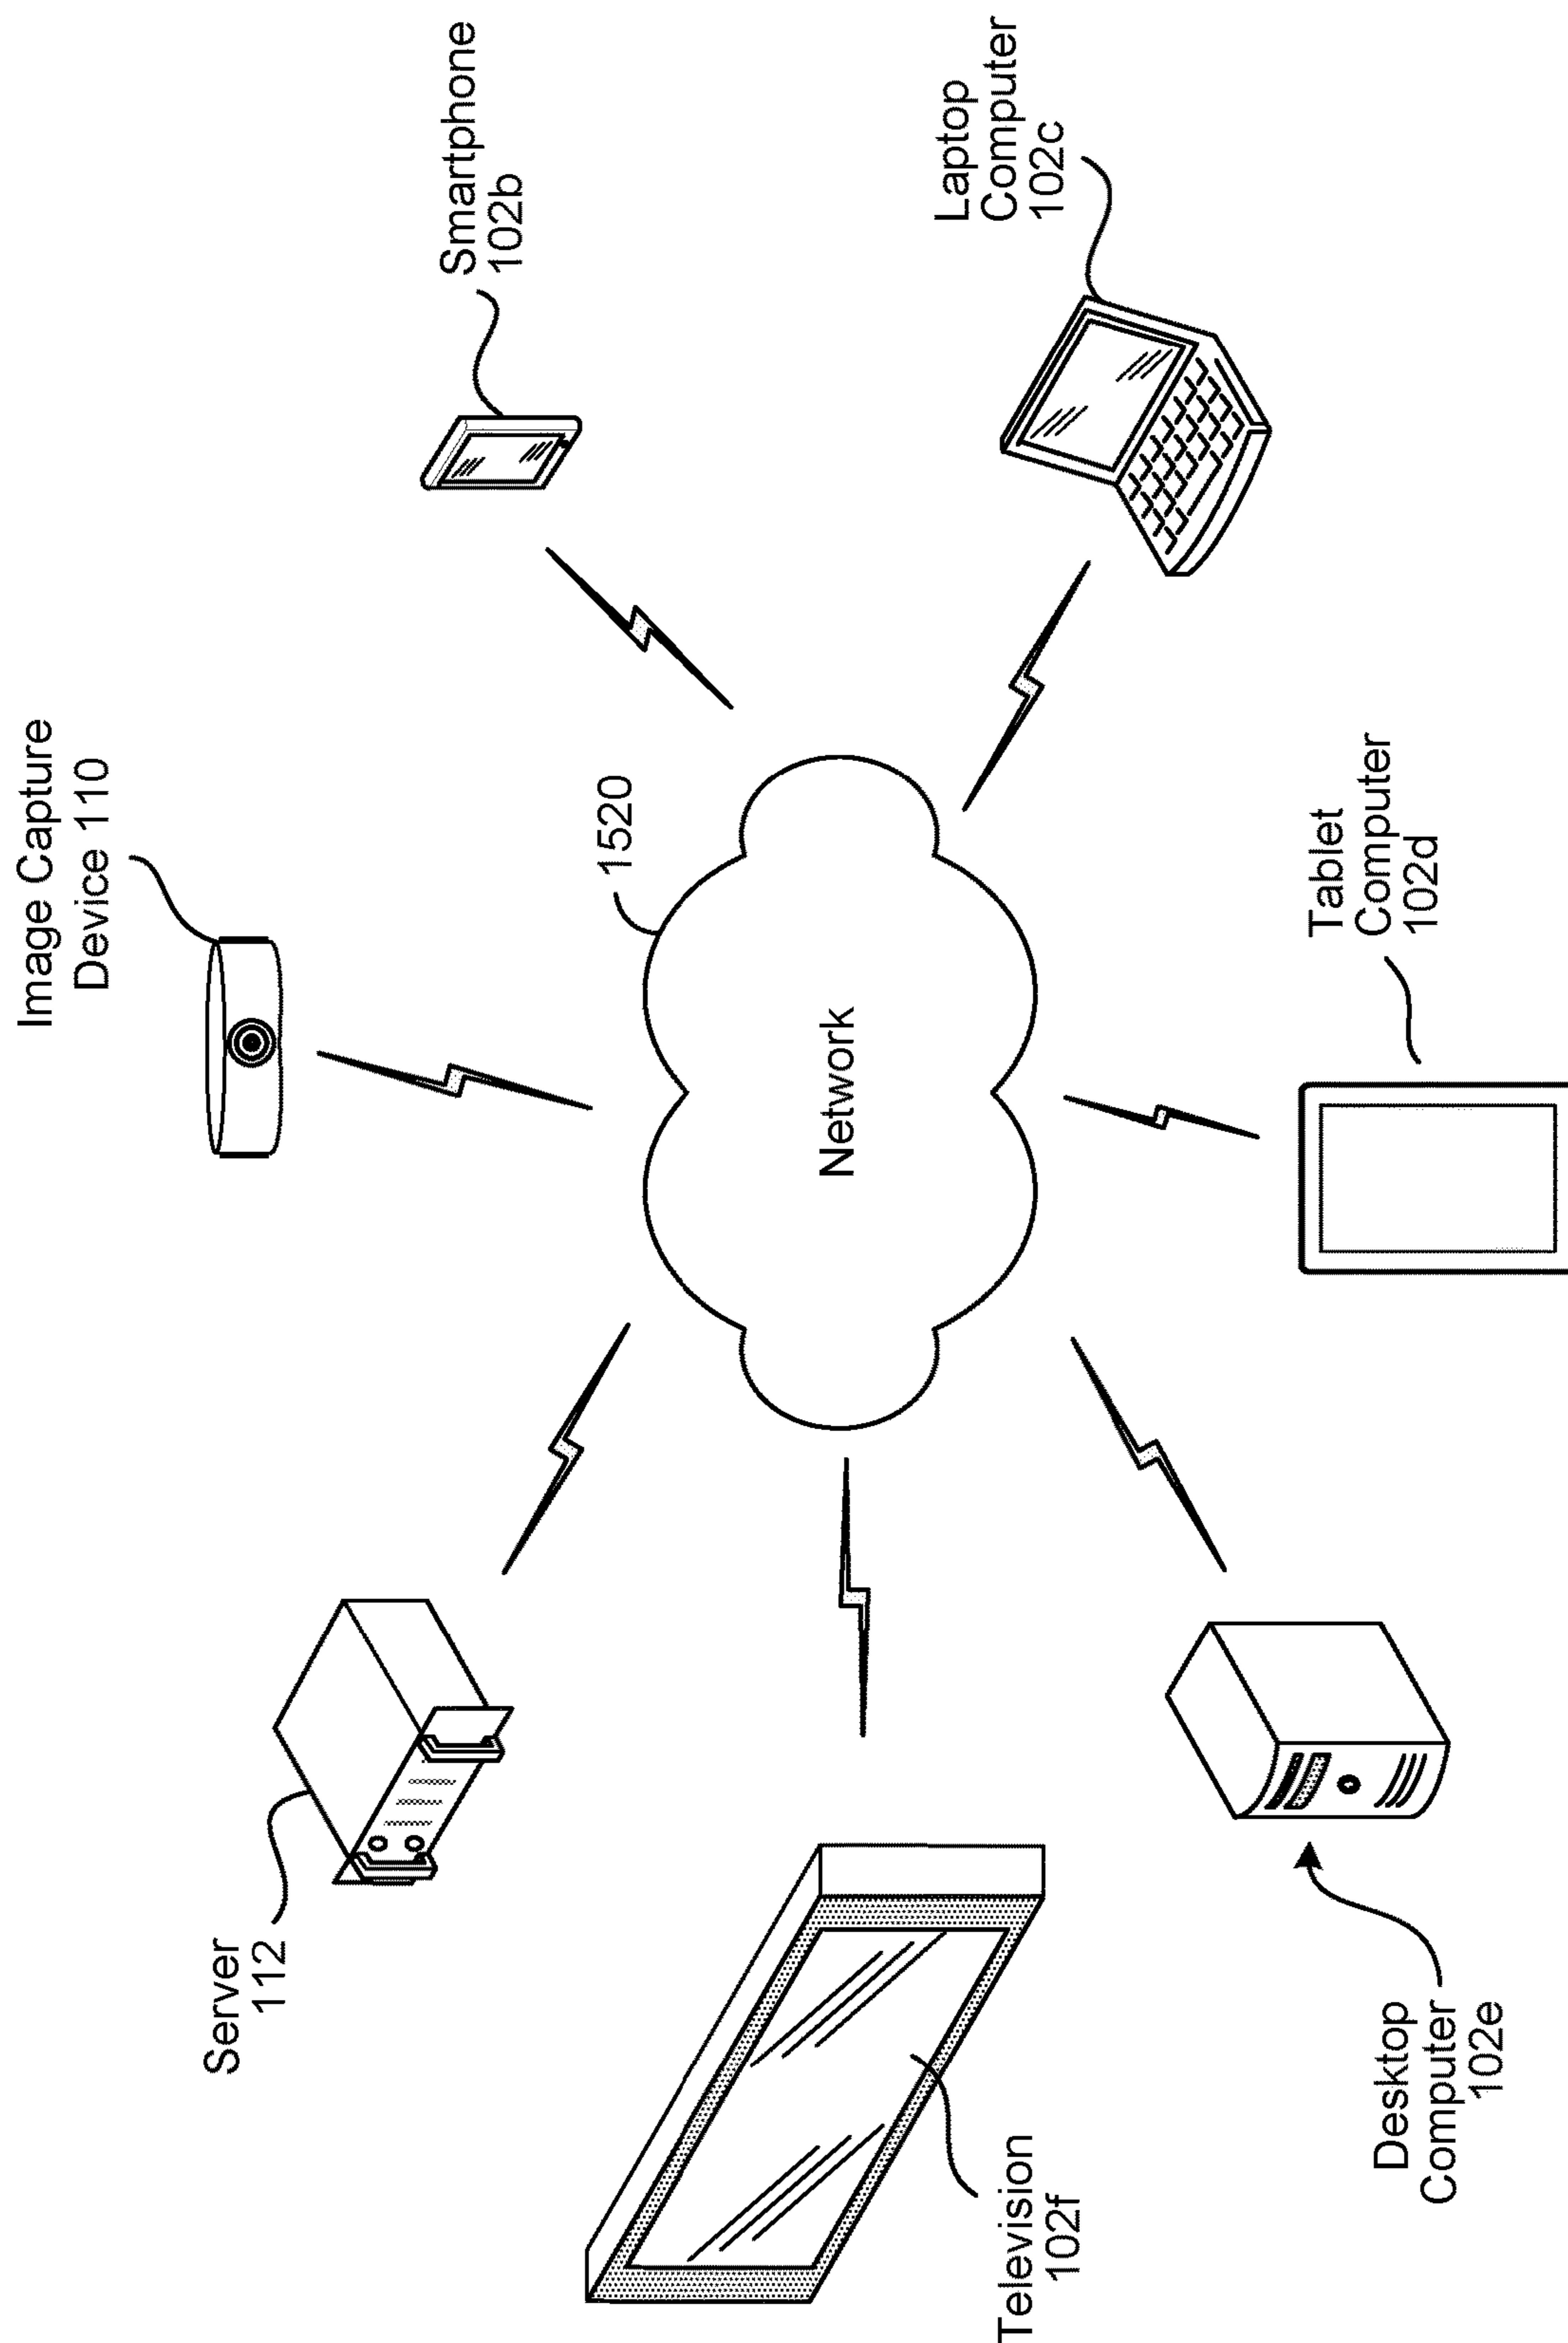 Image Capture
Device 110
Smartphone
102b
Server
112
1520
Network
Laptop
Computer
102c
Television
102f
Tablet
Computer
102d
Desktop
Computer
102e